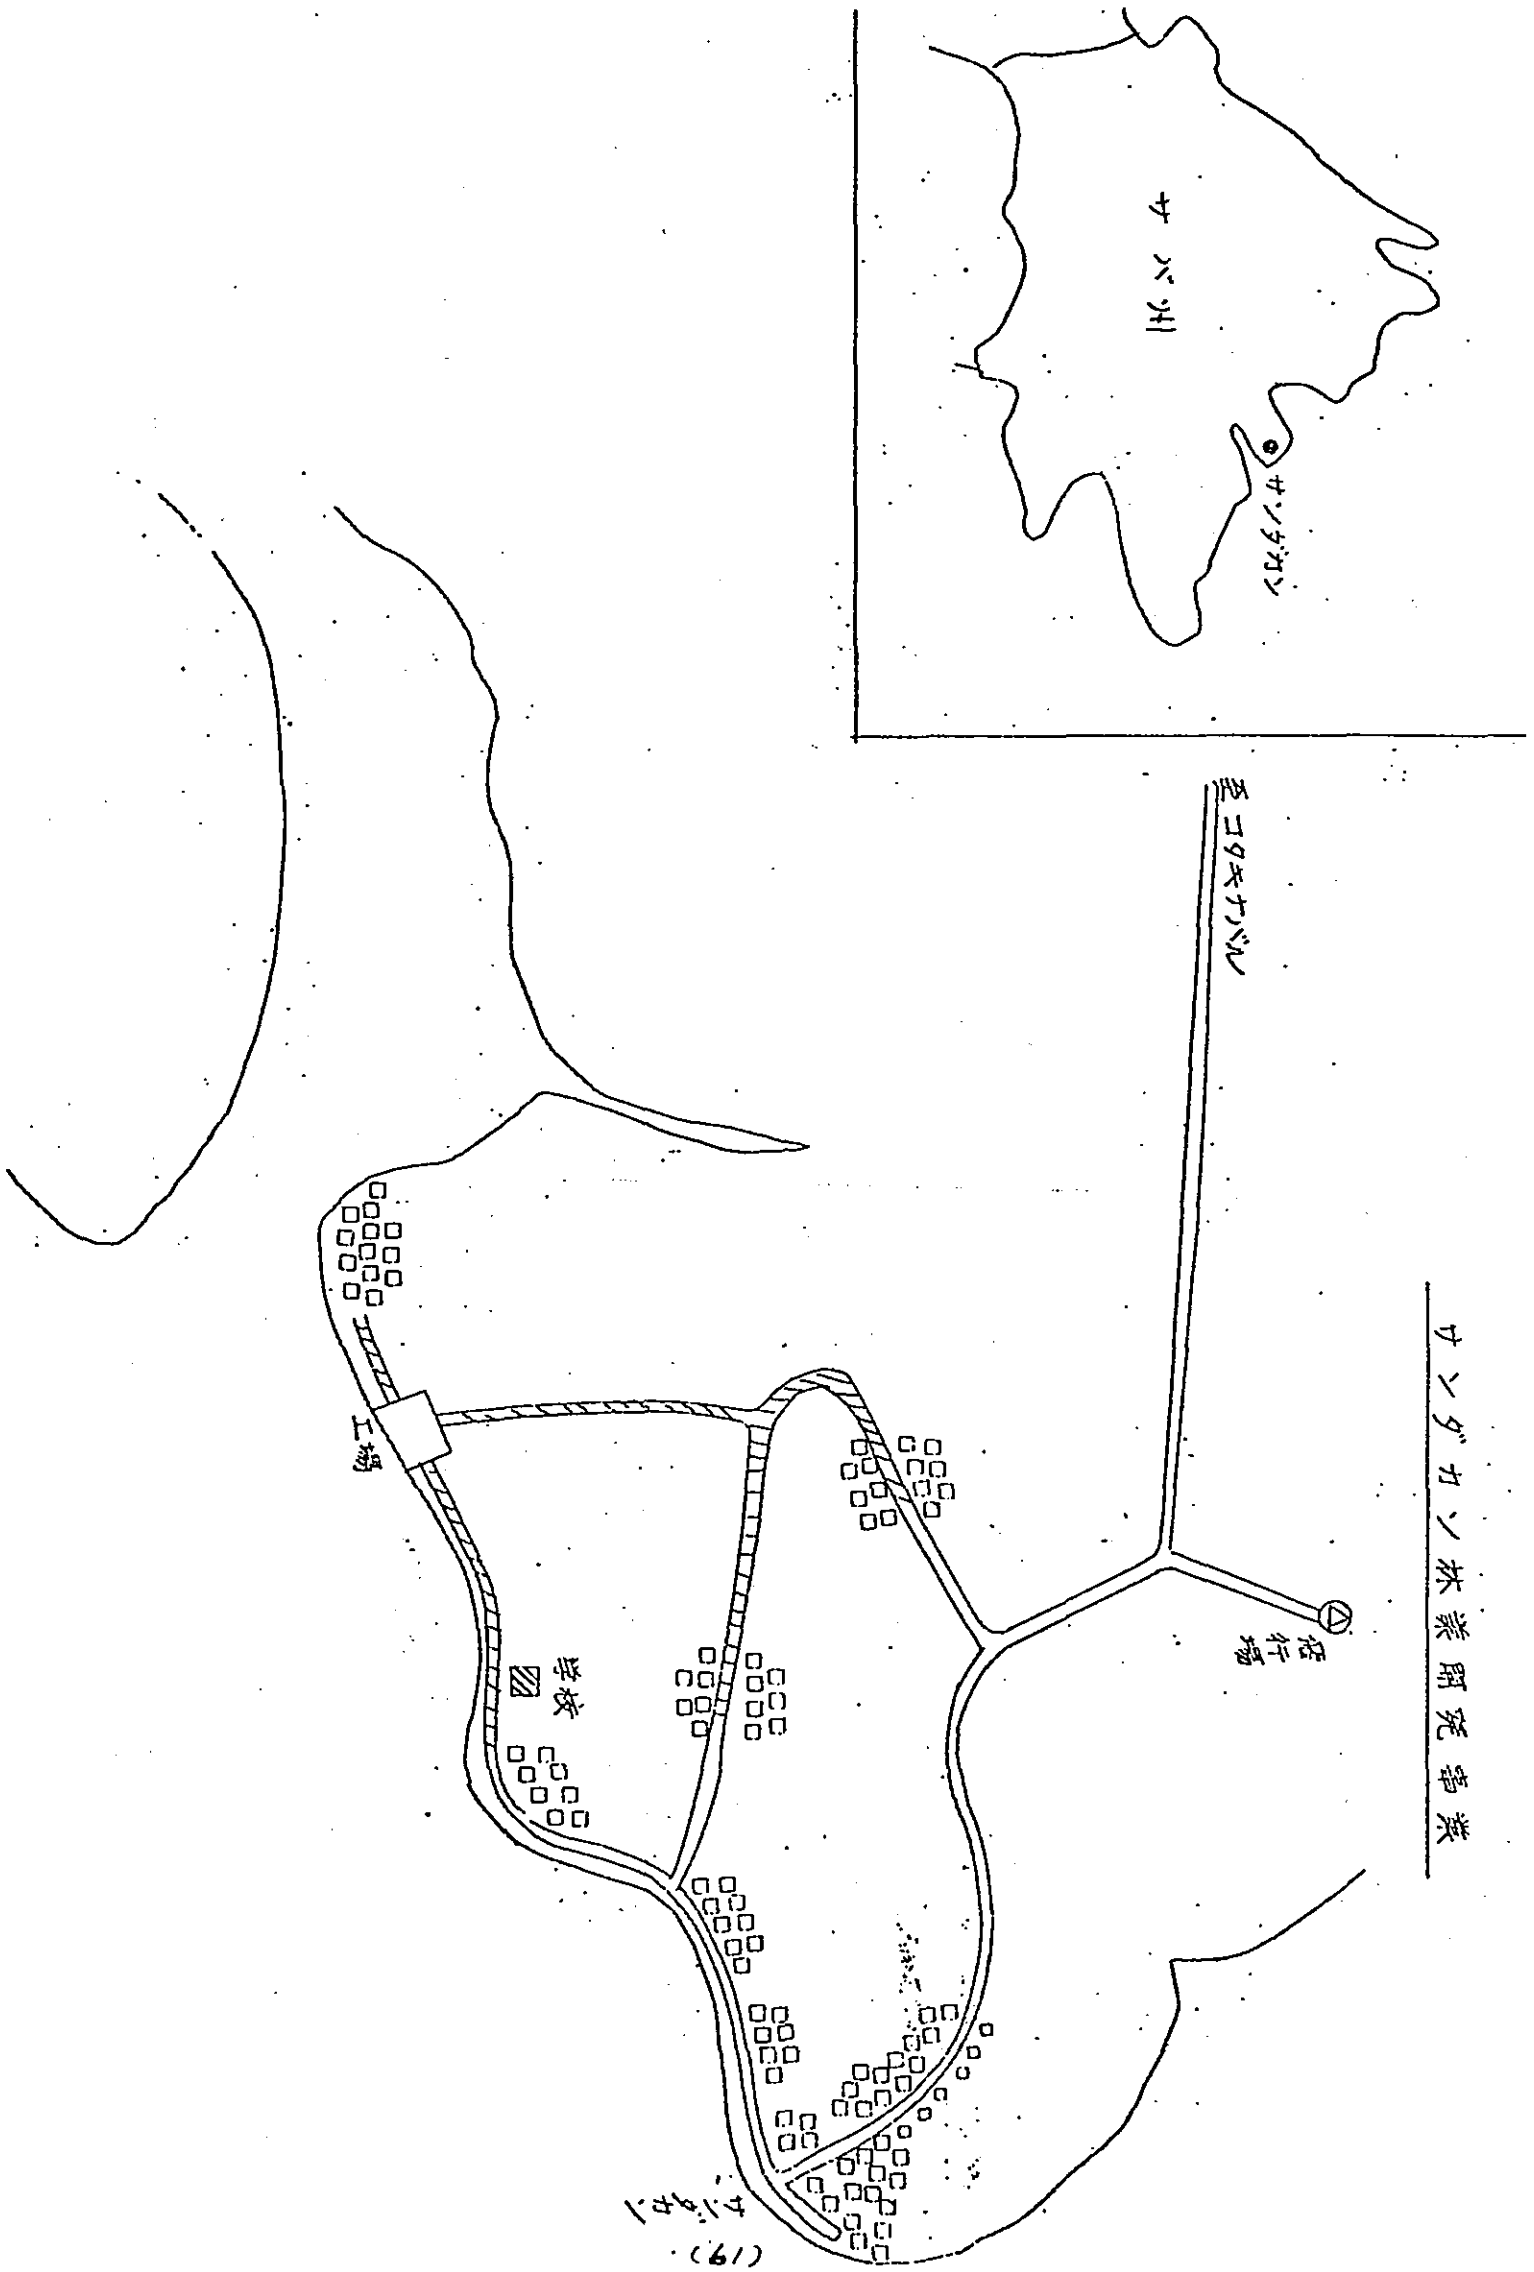 サンダカン林業開発事業
サバ州
サンダカン
至コタキナバル
飛行場
学校
工場
サンダカン
(19)